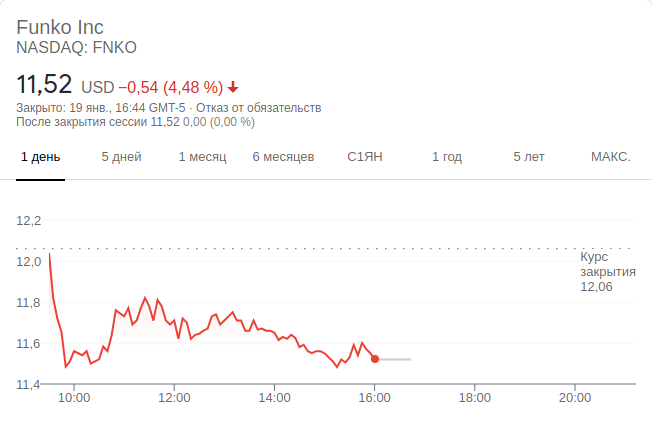 Funko Inc
NASDAQ: FNKO
11,52 USD −0,54 (4,48 %)
Закрыто: 19 янв., 16:44 GMT-5 · Отказ от обязательств
После закрытия сессии 11,52 0,00 (0,00 %)
1 день 5 дней 1 месяц 6 месяцев С1ЯН 1 год 5 лет МАКС.
12,2
12,0
11,8
11,6
11,4
Курс
закрытия
12,06
10:00 12:00 14:00 16:00 18:00 20:00